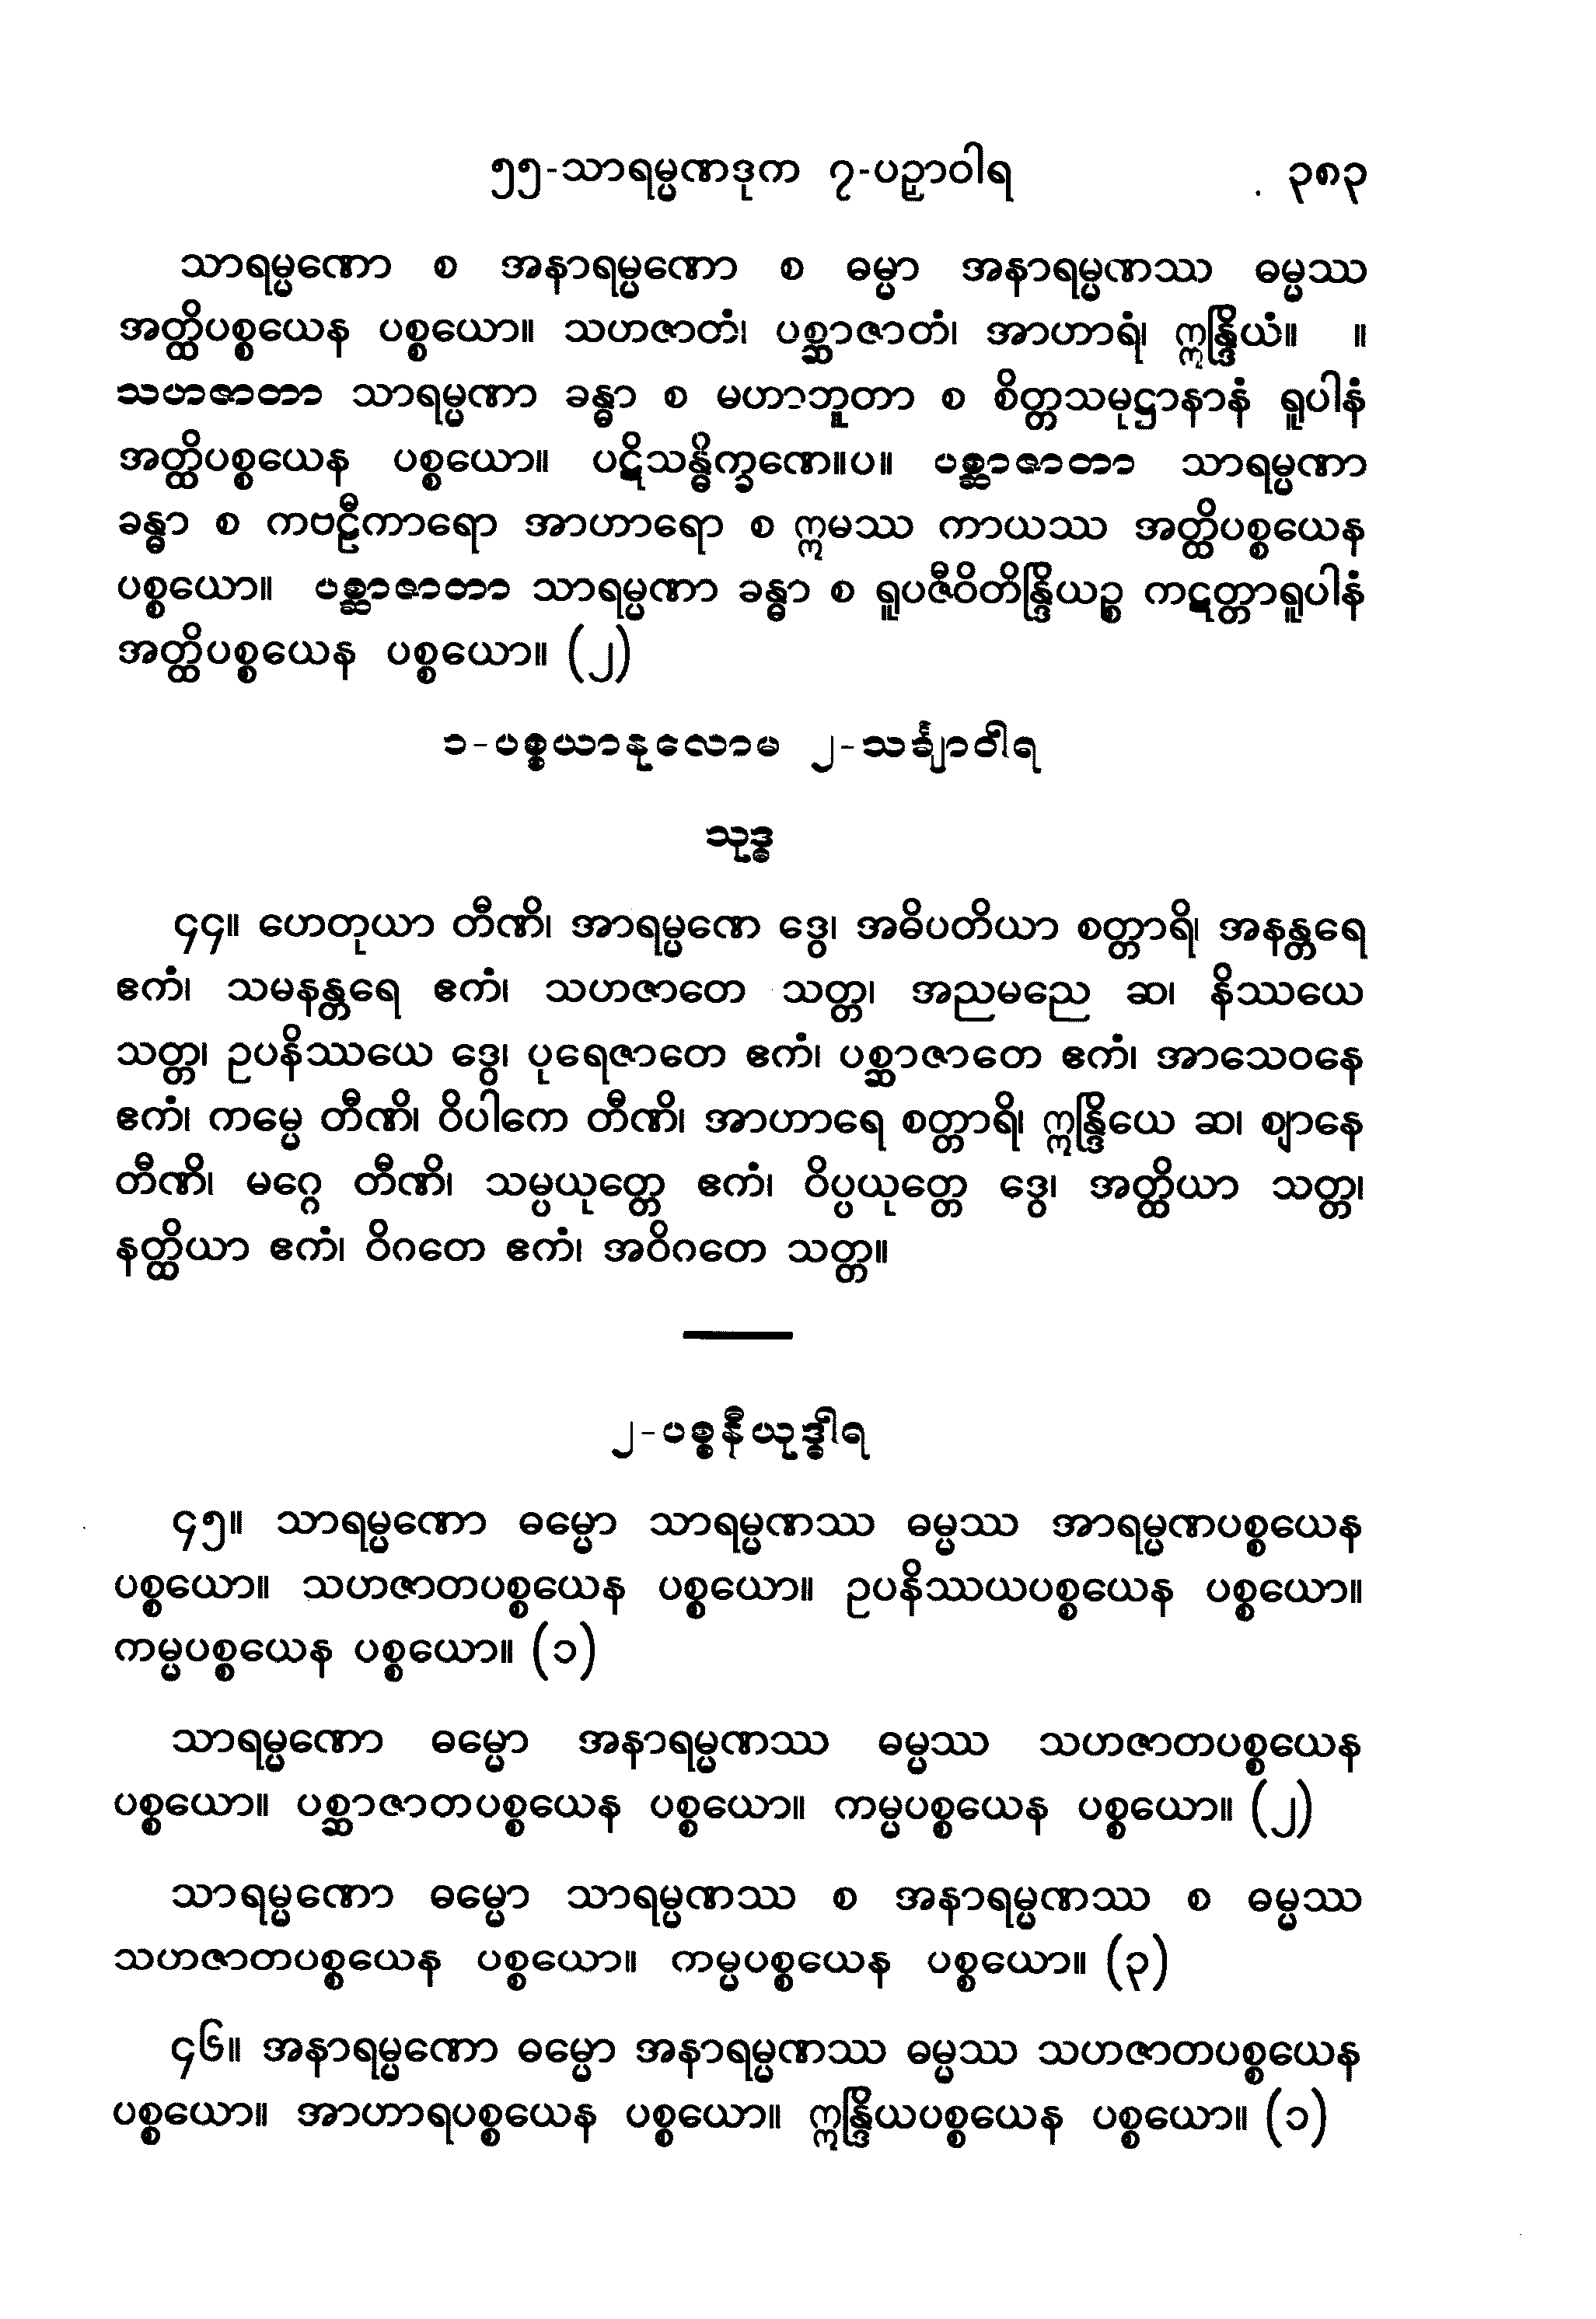 ၅၅-သာရမ္မဏဒုက ၇-ပဉှာဝါရ ၃၈၃
သာရမ္မဏော စ အနာရမ္မဏော စ ဓမ္မာ အနာရမ္မဏဿ ဓမ္မဿ
အတ္ထိပစ္စယေန ပစ္စယော။ သဟဇာတံ၊ ပစ္ဆာဇာတံ၊ အာဟာရံ၊ ဣန္ဒြိယံ။ ။
သဟဇာတာ သာရမ္မဏာ ခန္ဓာ စ မဟာဘူတာ စ စိတ္တသမုဋ္ဌာနာနံ ရူပါနံ
အတ္ထိပစ္စယေန ပစ္စယော။ ပဋိသန္ဓိက္ခဏေ။ပ။ ပစ္ဆာဇာတာ သာရမ္မဏာ
ခန္ဓာ စ ကဗဠီကာရော အာဟာရော စ ဣမဿ ကာယဿ အတ္ထိပစ္စယေန
ပစ္စယော။ ပစ္ဆာဇာတာ သာရမ္မဏာ ခန္ဓာ စ ရူပဇီဝိတိန္ဒြိယဉ္စ ကဋတ္တာရူပါနံ
အတ္ထိပစ္စယေန ပစ္စယော။ (၂)
၁-ပစ္စယာနုလောမ ၂-သင်္ချာဝါရ
သုဒ္ဓ
၄၄။ ဟေတုယာ တီဏိ၊ အာရမ္မဏေ ဒွေ၊ အဓိပတိယာ စတ္တာရိ၊ အနန္တရေ
ဧကံ၊ သမနန္တရေ ဧကံ၊ သဟဇာတေ သတ္တ၊ အညမညေ ဆ၊ နိဿယေ
သတ္တ၊ ဥပနိဿယေ ဒွေ၊ ပုရေဇာတေ ဧကံ၊ ပစ္ဆာဇာတေ ဧကံ၊ အာသေဝနေ
ဧကံ၊ ကမ္မေ တီဏိ၊ ဝိပါကေ တီဏိ၊ အာဟာရေ စတ္တာရိ၊ ဣန္ဒြိယေ ဆ၊ ဈာနေ
တီဏိ၊ မဂ္ဂေ တီဏိ၊ သမ္ပယုတ္တေ ဧကံ၊ ဝိပ္ပယုတ္တေ ဒွေ၊ အတ္ထိယာ သတ္တ၊
နတ္ထိယာ ဧကံ၊ ဝိဂတေ ဧကံ၊ အဝိဂတေ သတ္တ။
၂-ပစ္စနီယုဒ္ဓါရ
၄၅။ သာရမ္မဏော ဓမ္မော သာရမ္မဏဿ ဓမ္မဿ အာရမ္မဏပစ္စယေန
ပစ္စယော။ သဟဇာတပစ္စယေန ပစ္စယော။ ဥပနိဿယပစ္စယေန ပစ္စယော။
ကမ္မပစ္စယေန ပစ္စယော။ (၁)
သာရမ္မဏော ဓမ္မော အနာရမ္မဏဿ ဓမ္မဿ သဟဇာတပစ္စယေန
ပစ္စယော။ ပစ္ဆာဇာတပစ္စယေန ပစ္စယော။ ကမ္မပစ္စယေန ပစ္စယော။ (၂)
သာရမ္မဏော ဓမ္မော သာရမ္မဏဿ စ အနာရမ္မဏဿ စ ဓမ္မဿ
သဟဇာတပစ္စယေန ပစ္စယော။ ကမ္မပစ္စယေန ပစ္စယော။ (၃)
၄၆။ အနာရမ္မဏော ဓမ္မော အနာရမ္မဏဿ ဓမ္မဿ သဟဇာတပစ္စယေန
ပစ္စယော။ အာဟာရပစ္စယေန ပစ္စယော။ ဣန္ဒြိယပစ္စယေန ပစ္စယော။ (၁)